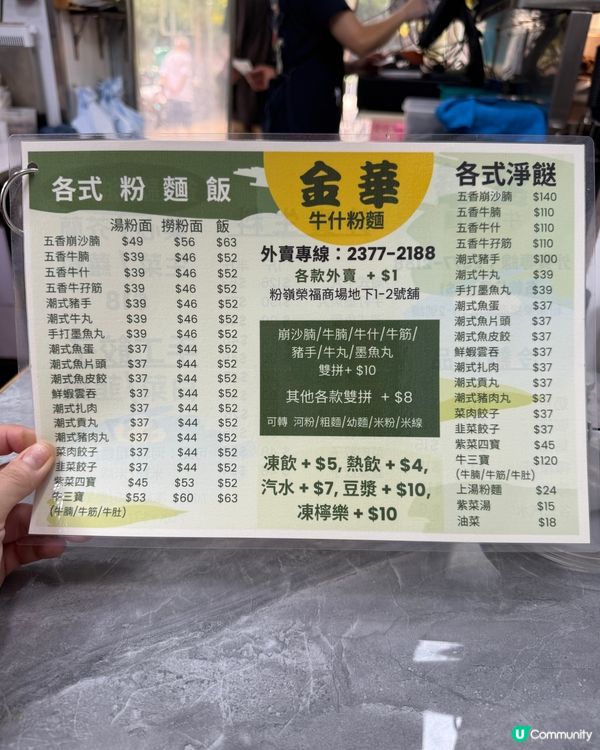 各式粉麵飯
湯粉面 撈粉面 飯
五香崩沙腩 $49 $56 $63
五香牛腩 $39 $46 $52
五香牛什 $39 $46 $52
五香牛孖筋 $39 $46 $52
潮式豬手 $39 $46 $52
潮式牛丸 $39 $46 $52
手打墨魚丸 $39 $46 $52
潮式魚蛋 $37 $44 $52
潮式魚片頭 $37 $44 $52
潮式魚皮餃 $37 $44 $52
鮮蝦雲吞 $37 $44 $52
潮式扎肉 $37 $44 $52
潮式貢丸 $37 $44 $52
潮式豬肉丸 $37 $44 $52
菜肉餃子 $37 $44 $52
韭菜餃子 $37 $44 $52
紫菜四寶 $45 $53 $52
牛三寶 $53 $60 $63
(牛腩/牛筋/牛肚)
金華
牛什粉麵
外賣專線：2377-2188
各款外賣 + $1
粉嶺榮福商場地下1-2號舖
崩沙腩/牛腩/牛什/牛筋/
豬手/牛丸/墨魚丸
雙拼+ $10
其他各款雙拼 + $8
可轉 河粉/粗麵/幼麵/米粉/米線
凍飲 + $5, 熱飲 + $4,
汽水 + $7, 豆漿 + $10,
凍檸樂 + $10
各式淨餸
五香崩沙腩 $140
五香牛腩 $110
五香牛什 $110
五香牛孖筋 $110
潮式豬手 $100
潮式牛丸 $39
手打墨魚丸 $39
潮式魚蛋 $37
潮式魚片頭 $37
潮式魚皮餃 $37
鮮蝦雲吞 $37
潮式扎肉 $37
潮式貢丸 $37
潮式豬肉丸 $37
菜肉餃子 $37
韭菜餃子 $37
紫菜四寶 $45
牛三寶 $120
(牛腩/牛筋/牛肚)
上湯粉麵 $24
紫菜湯 $15
油菜 $18
U Community